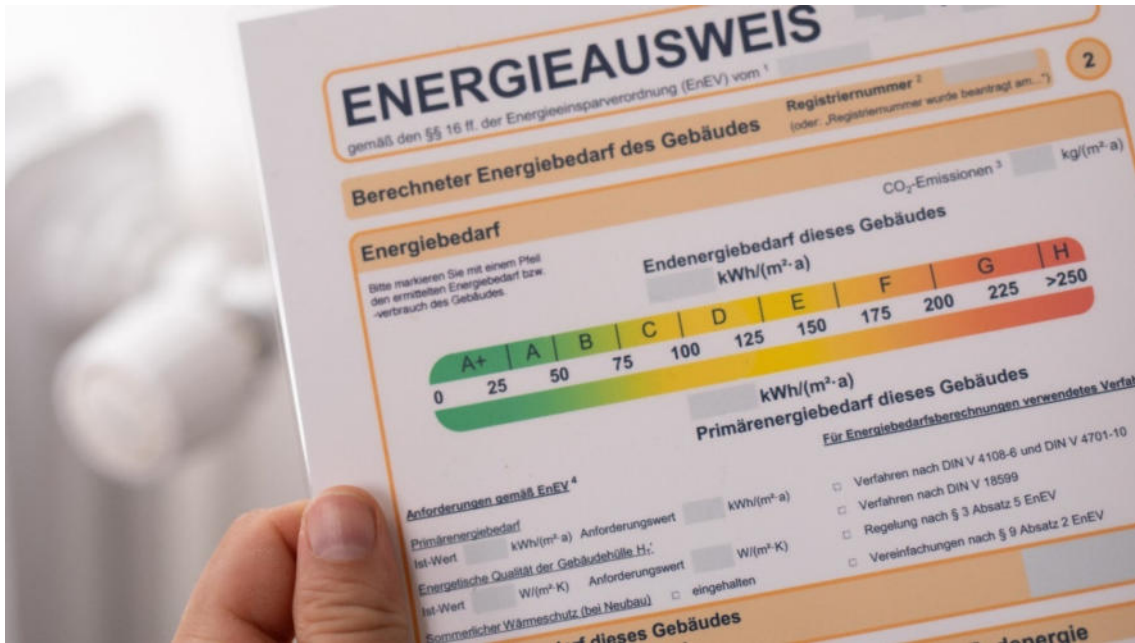 ENERGIEAUSWEIS
gemäß den §§ 16 ff. der Energieeinsparverordnung (EnEV) vom ¹
Berechneter Energiebedarf des Gebäudes
Registriernummer ²
(oder: „Registriernummer wurde beantragt am...")
2
Energiebedarf
CO₂-Emissionen ³ kg/(m²·a)
Bitte markieren Sie mit einem Pfeil
den ermittelten Energiebedarf bzw.
-verbrauch des Gebäudes.
Endenergiebedarf dieses Gebäudes
kWh/(m²·a)
A+ A B C D E F G H
0 25 50 75 100 125 150 175 200 225 >250
kWh/(m²·a)
Primärenergiebedarf dieses Gebäudes
Anforderungen gemäß EnEV ⁴
Primärenergiebedarf
Ist-Wert kWh/(m²·a) Anforderungswert kWh/(m²·a)
Energetische Qualität der Gebäudehülle Hₜ'
Ist-Wert W/(m²·K) Anforderungswert W/(m²·K)
Sommerlicher Wärmeschutz (bei Neubau) □ eingehalten
Für Energiebedarfsberechnungen verwendetes
□ Verfahren nach DIN V 4108-6 und DIN V 4701-10
□ Verfahren nach DIN V 18599
□ Regelung nach § 3 Absatz 5 EnEV
□ Vereinfachungen nach § 9 Absatz 2 EnEV
dieses Gebäudes